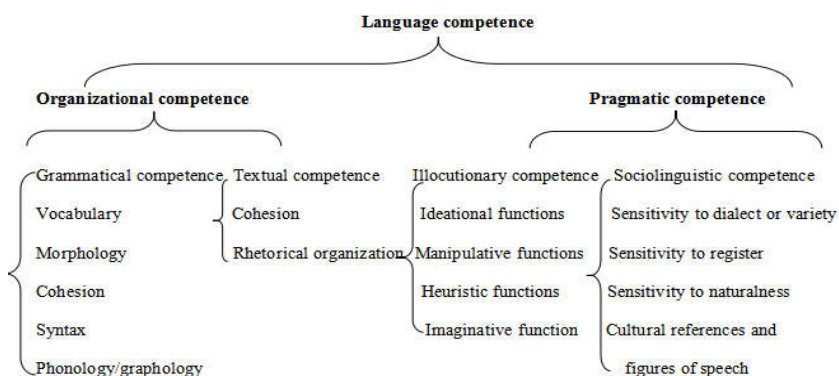 Language competence
Organizational competence
Pragmatic competence
Grammatical competence
Vocabulary
Morphology
Cohesion
Syntax
Phonology/graphology
Textual competence
Cohesion
Rhetorical organization
Illocutionary competence
Ideational functions
Manipulative functions
Heuristic functions
Imaginative function
Sociolinguistic competence
Sensitivity to dialect or variety
Sensitivity to register
Sensitivity to naturalness
Cultural references and
figures of speech